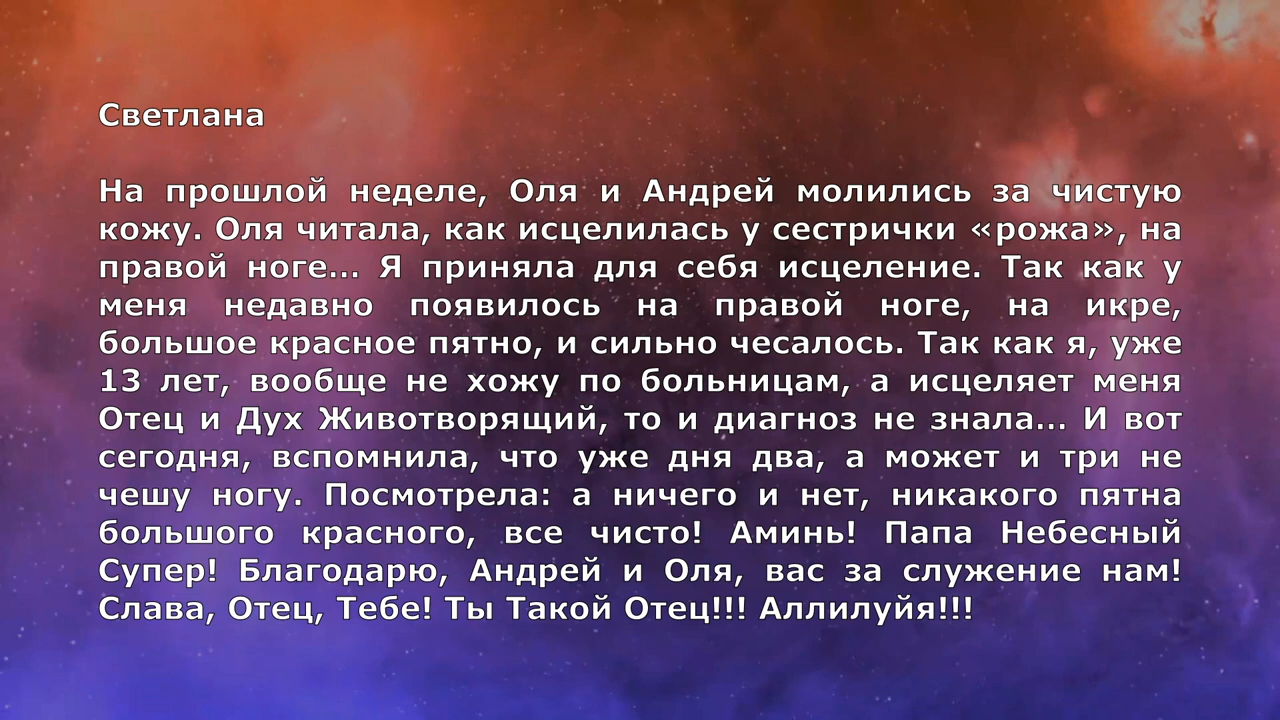 Светлана
На прошлой неделе, Оля и Андрей молились за чистую
кожу. Оля читала, как исцелилась у сестрички «рожа», на
правой ноге... Я приняла для себя исцеление. Так как у
меня недавно появилось на правой ноге, на икре,
большое красное пятно, и сильно чесалось. Так как я, уже
13 лет, вообще не хожу по больницам, а исцеляет меня
Отец и Дух Животворящий, то и диагноз не знала... И вот
сегодня, вспомнила, что уже дня два, а может и три не
чешу ногу. Посмотрела: а ничего и нет, никакого пятна
большого красного, все чисто! Аминь! Папа Небесный
Супер! Благодарю, Андрей и Оля, вас за служение нам!
Слава, Отец, Тебе! Ты Такой Отец!!! Аллилуйя!!!